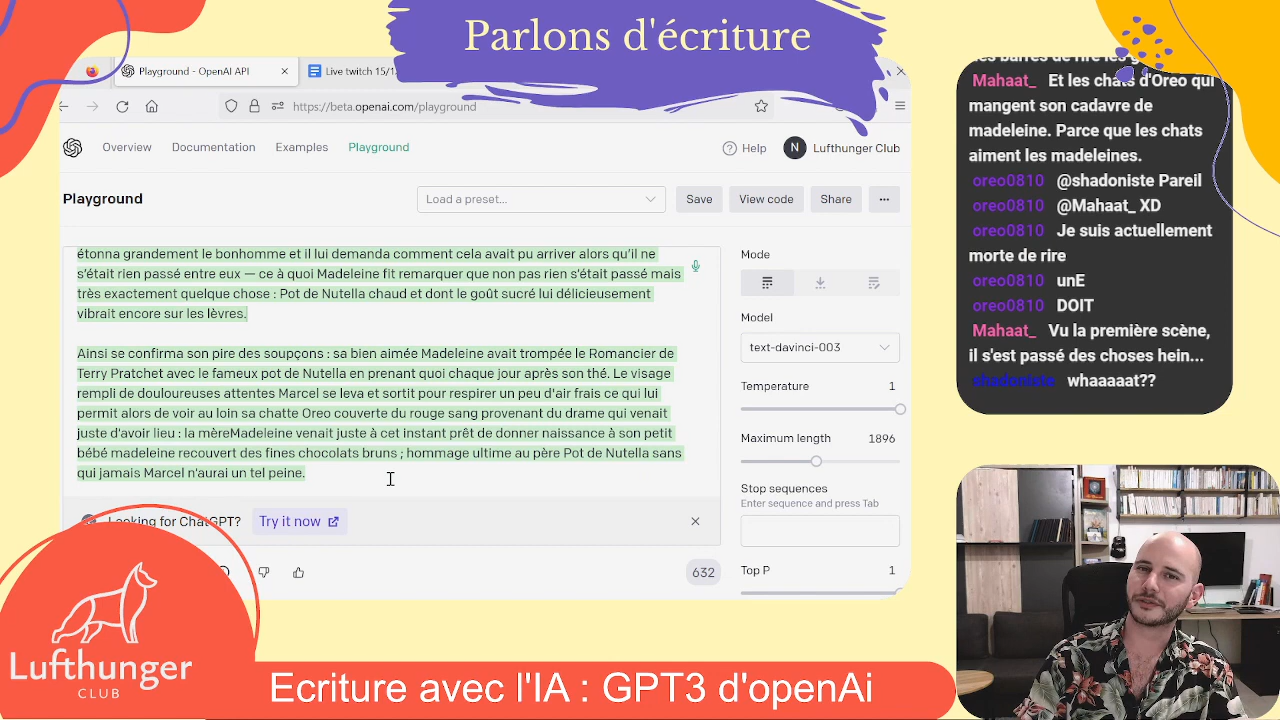 Parlons d'écriture
Playground - OpenAI API
Live twitch 15/1
https://beta.openai.com/playground
Overview Documentation Examples Playground
Help N Lufthunger Club
Playground
Load a preset...
Save View code Share ...
étonna grandement le bonhomme et il lui demanda comment cela avait pu arriver alors qu'il ne
s'était rien passé entre eux — ce à quoi Madeleine fit remarquer que non pas rien s'était passé mais
très exactement quelque chose : Pot de Nutella chaud et dont le goût sucré lui délicieusement
vibrait encore sur les lèvres.
Ainsi se confirma son pire des soupçons : sa bien aimée Madeleine avait trompée le Romancier de
Terry Pratchet avec le fameux pot de Nutella en prenant quoi chaque jour après son thé. Le visage
rempli de douloureuses attentes Marcel se leva et sortit pour respirer un peu d'air frais ce qui lui
permit alors de voir au loin sa chatte Oreo couverte du rouge sang provenant du drame qui venait
juste d'avoir lieu : la mèreMadeleine venait juste à cet instant prêt de donner naissance à son petit
bébé madeleine recouvert des fines chocolats bruns ; hommage ultime au père Pot de Nutella sans
qui jamais Marcel n'aurai un tel peine.
Looking for ChatGPT? Try it now
632
Mode
Model
text-davinci-003
Temperature 1
Maximum length 1896
Stop sequences
Enter sequence and press Tab
Top P 1
des barres de rire les g
Mahaat_ Et les chats d'Oreo qui
mangent son cadavre de
madeleine. Parce que les chats
aiment les madeleines.
oreo0810 @shadoniste Pareil
oreo0810 @Mahaat_ XD
oreo0810 Je suis actuellement
morte de rire
oreo0810 unE
oreo0810 DOIT
Mahaat_ Vu la première scène,
il s'est passé des choses hein...
shadoniste whaaaaat??
Lufthunger
CLUB
Ecriture avec l'IA : GPT3 d'openAi